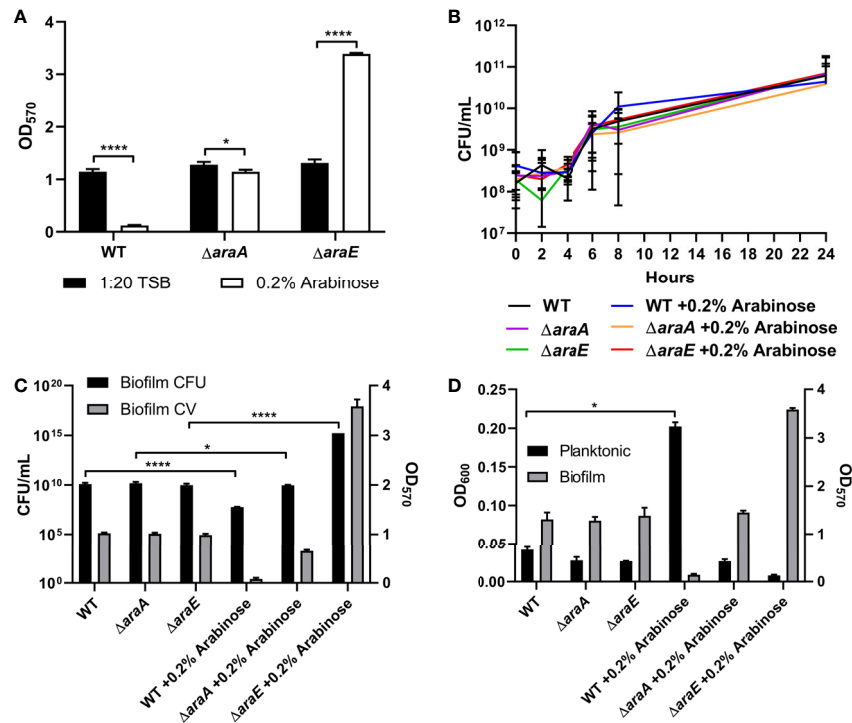 A
OD570
4
3
2
1
0
****
*
****
WT
ΔaraA
ΔaraE
1:20 TSB
0.2% Arabinose
B
CFU/mL
10^12
10^11
10^10
10^9
10^8
10^7
0 2 4 6 8 10 12 14 16 18 20 22 24
Hours
WT
WT +0.2% Arabinose
ΔaraA
ΔaraA +0.2% Arabinose
ΔaraE
ΔaraE +0.2% Arabinose
C
CFU/mL
10^20
10^15
10^10
10^5
10^0
Biofilm CFU
Biofilm CV
****
*
****
4
3
2
1
0
OD570
WT
ΔaraA
ΔaraE
WT +0.2% Arabinose
ΔaraA +0.2% Arabinose
ΔaraE +0.2% Arabinose
D
OD600
0.25
0.20
0.15
0.10
0.05
0.00
*
Planktonic
Biofilm
4
3
2
1
0
OD570
WT
ΔaraA
ΔaraE
WT +0.2% Arabinose
ΔaraA +0.2% Arabinose
ΔaraE +0.2% Arabinose